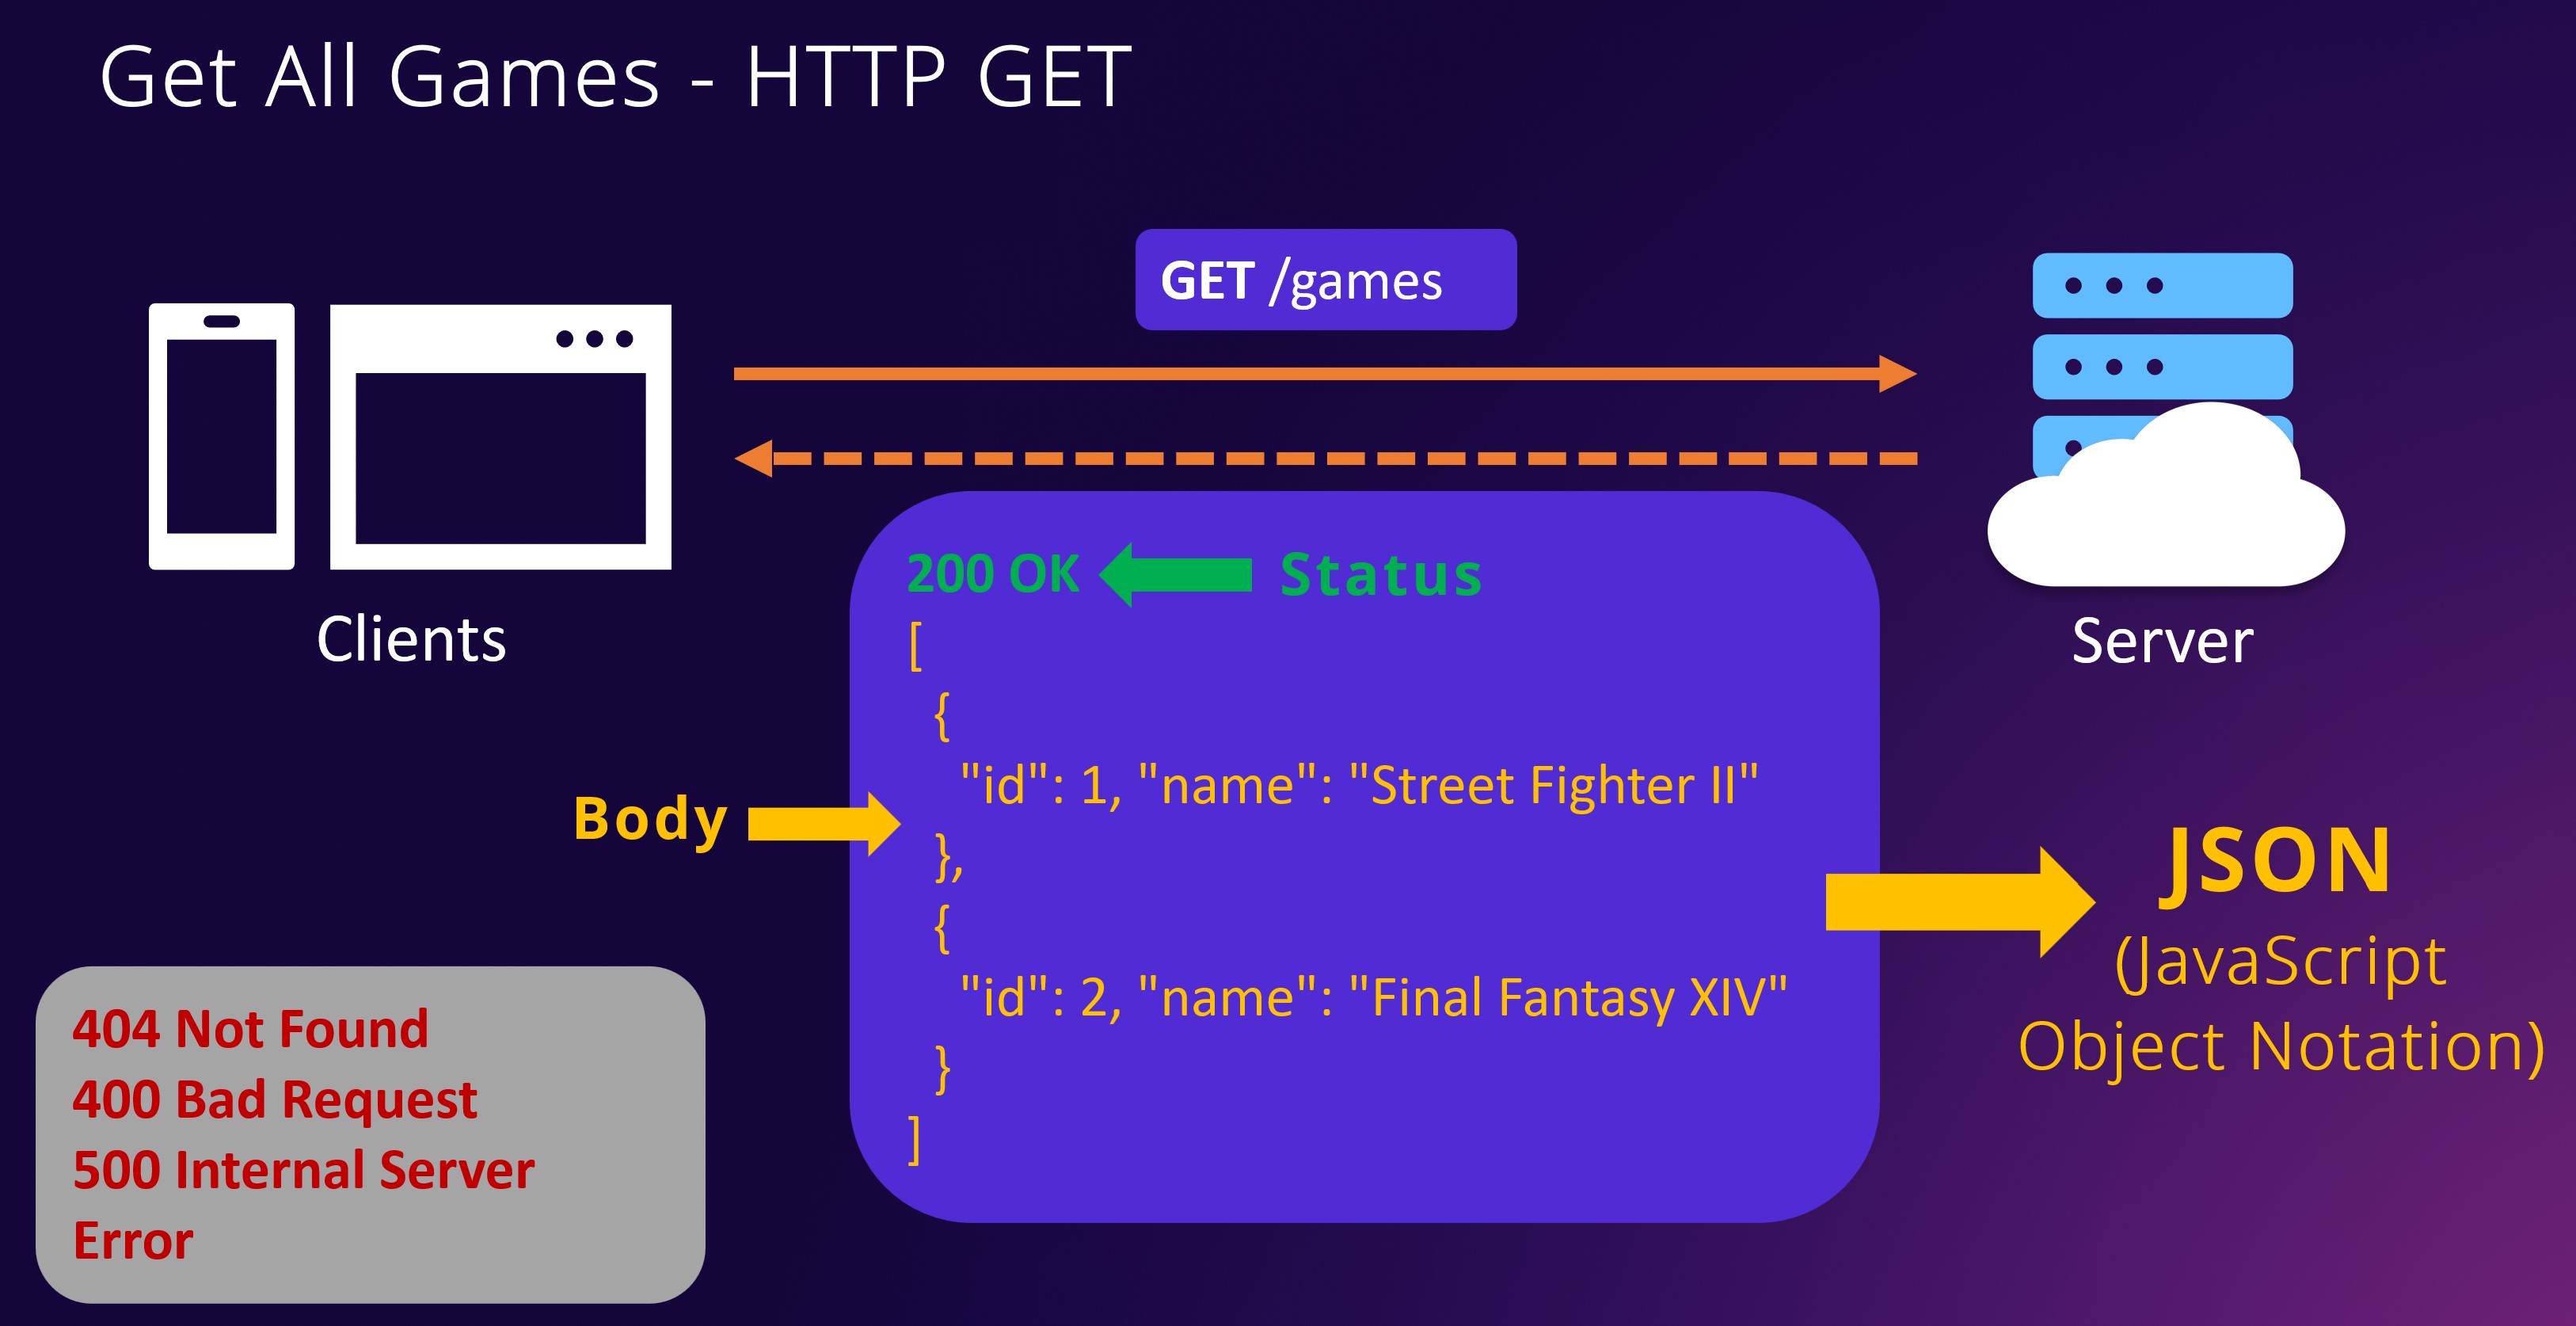 Get All Games - HTTP GET
GET /games
Clients
Server
200 OK
Status
[
{
"id": 1, "name": "Street Fighter II"
},
{
"id": 2, "name": "Final Fantasy XIV"
}
]
Body
JSON
(JavaScript
Object Notation)
404 Not Found
400 Bad Request
500 Internal Server
Error